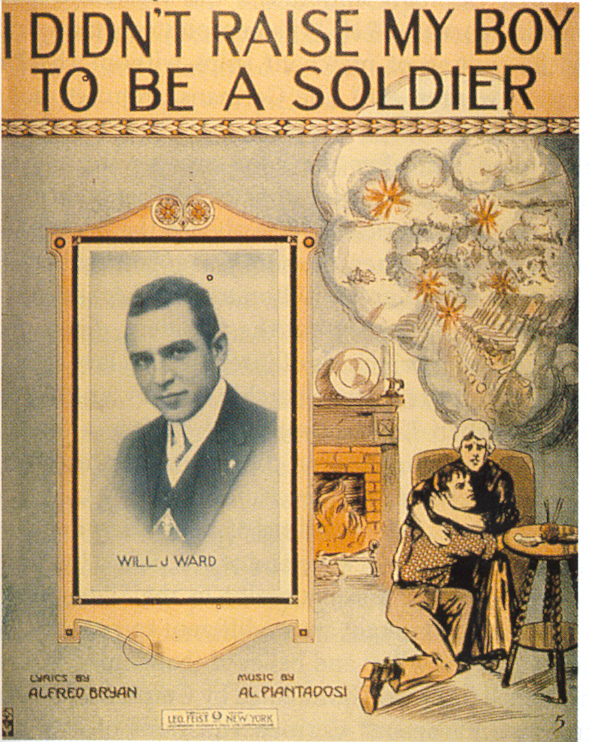 I DIDN'T RAISE MY BOY
TO BE A SOLDIER
WILL J WARD
LYRICS BY
ALFRED BRYAN
MUSIC BY
AL. PIANTADOSI
LEO. FEIST NEW YORK
5